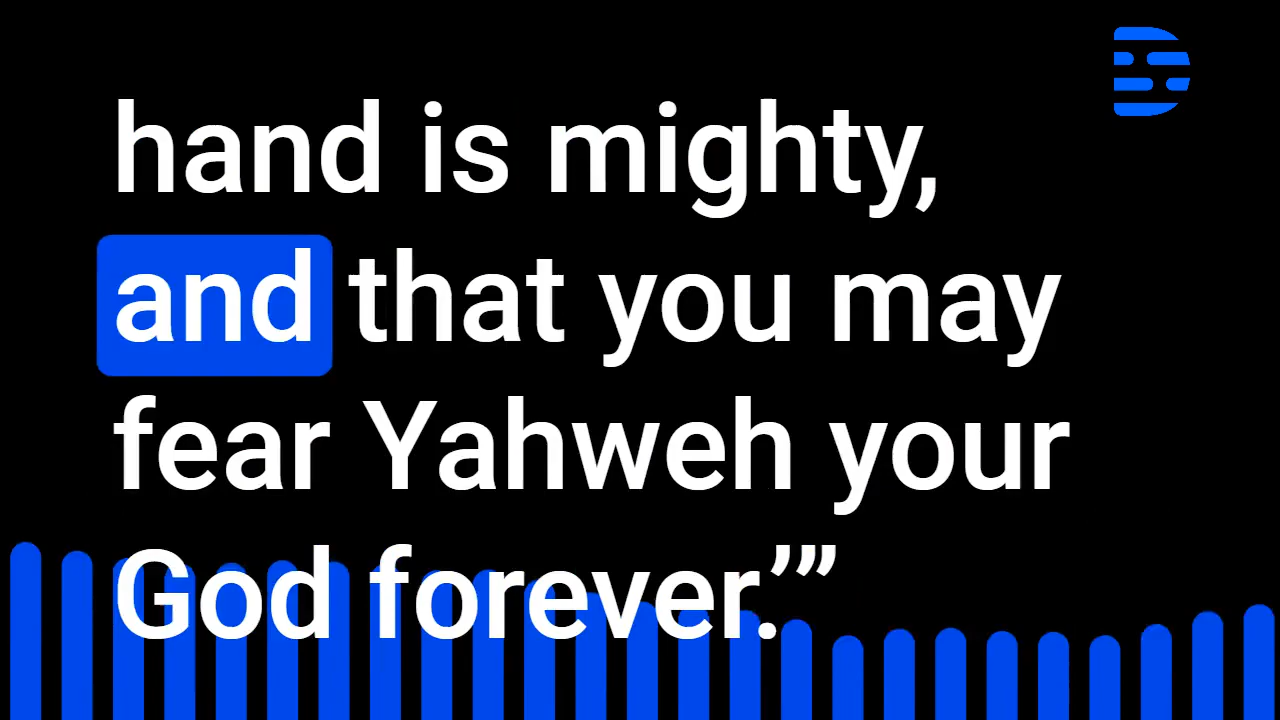 hand is mighty,
and that you may
fear Yahweh your
God forever.’”